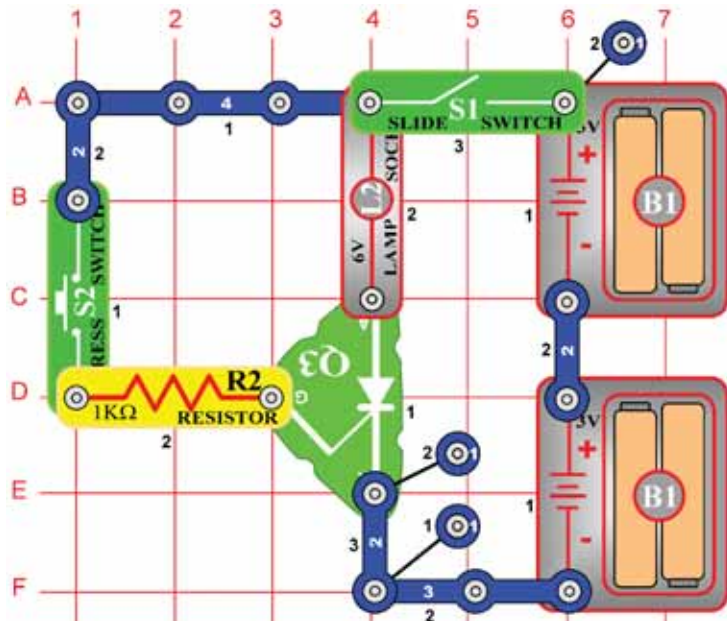 1 2 3 4 5 6 7
2 1
A 4 S1
1 SLIDE SWITCH 3V
2 2 3 +
B L2 B1
6V LAMP SOCK 2 1
S2 RESS SWITCH 1 -
C
Q3 2 2
R2
D G 3V
1KΩ RESISTOR 1 +
2 2 1
E B1
3 2 1 1 1
-
F 3
2